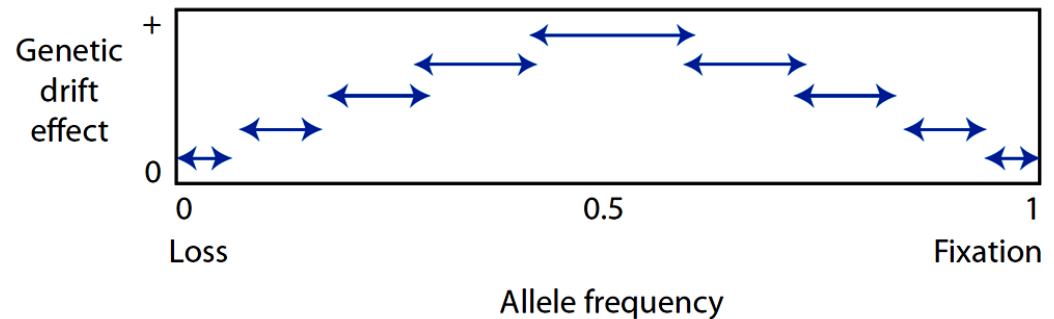 +
Genetic
drift
effect
0
0 0.5 1
Loss Fixation
Allele frequency